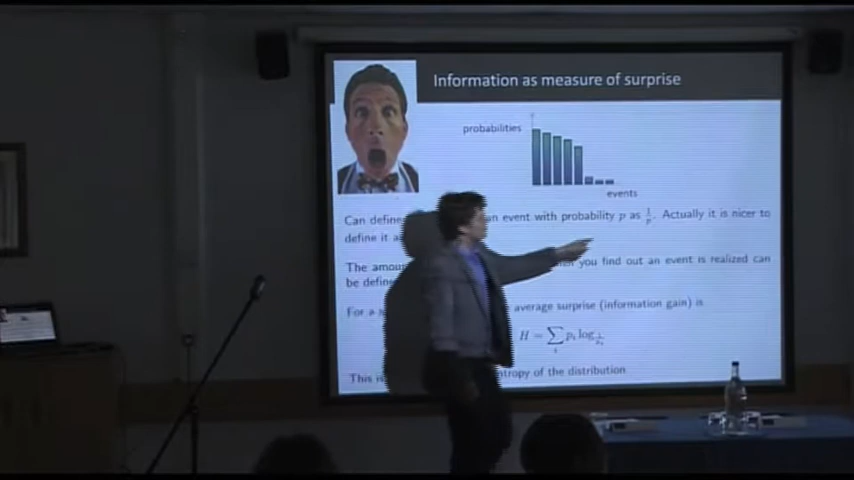 Information as measure of surprise
probabilities
events
Can define an event with probability p as 1/p. Actually it is nicer to
define it a
The amou you find out an event is realized can
be defin
For a average surprise (information gain) is
H = ∑ᵢ pᵢ log 1/pᵢ
This i ntropy of the distribution